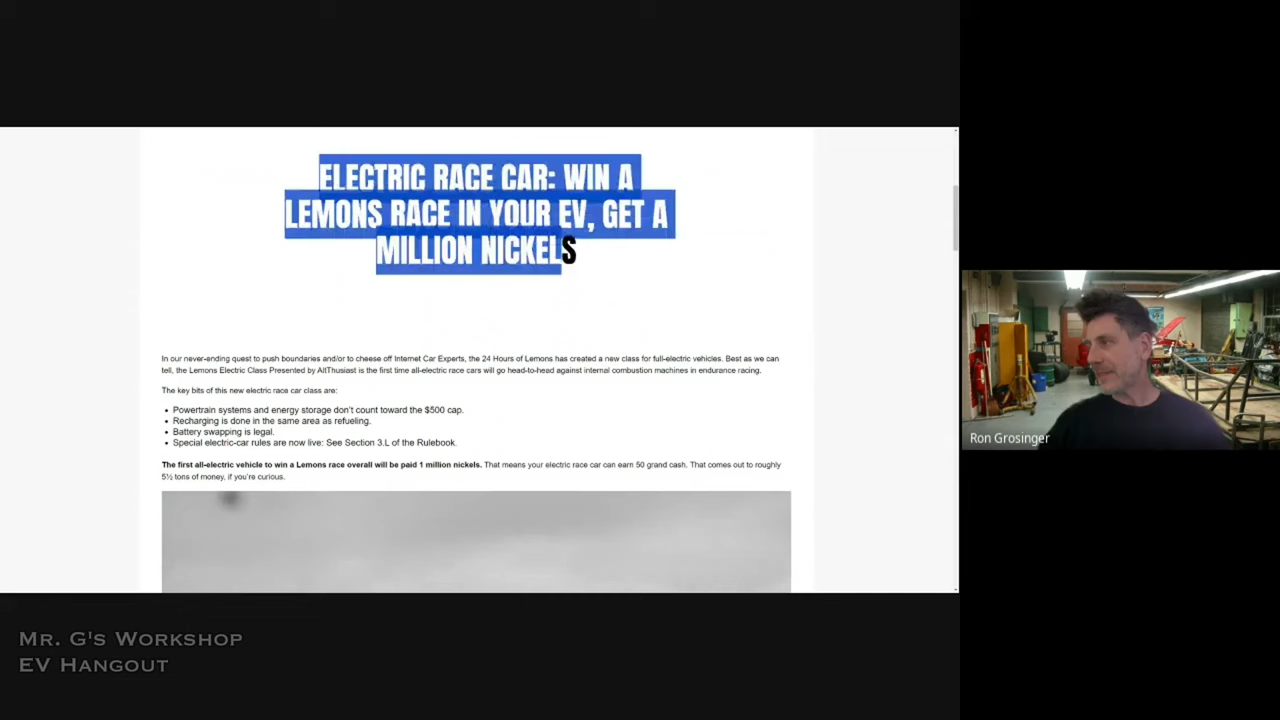 ELECTRIC RACE CAR: WIN A
LEMONS RACE IN YOUR EV, GET A
MILLION NICKELS
In our never-ending quest to push boundaries and/or to cheese off Internet Car Experts, the 24 Hours of Lemons has created a new class for full-electric vehicles. Best as we can
tell, the Lemons Electric Class Presented by AltThusiast is the first time all-electric race cars will go head-to-head against internal combustion machines in endurance racing.
The key bits of this new electric race car class are:
• Powertrain systems and energy storage don't count toward the $500 cap.
• Recharging is done in the same area as refueling.
• Battery swapping is legal.
• Special electric-car rules are now live: See Section 3.L of the Rulebook.
The first all-electric vehicle to win a Lemons race overall will be paid 1 million nickels. That means your electric race car can earn 50 grand cash. That comes out to roughly
5½ tons of money, if you're curious.
Ron Grosinger
Mr. G's Workshop
EV Hangout